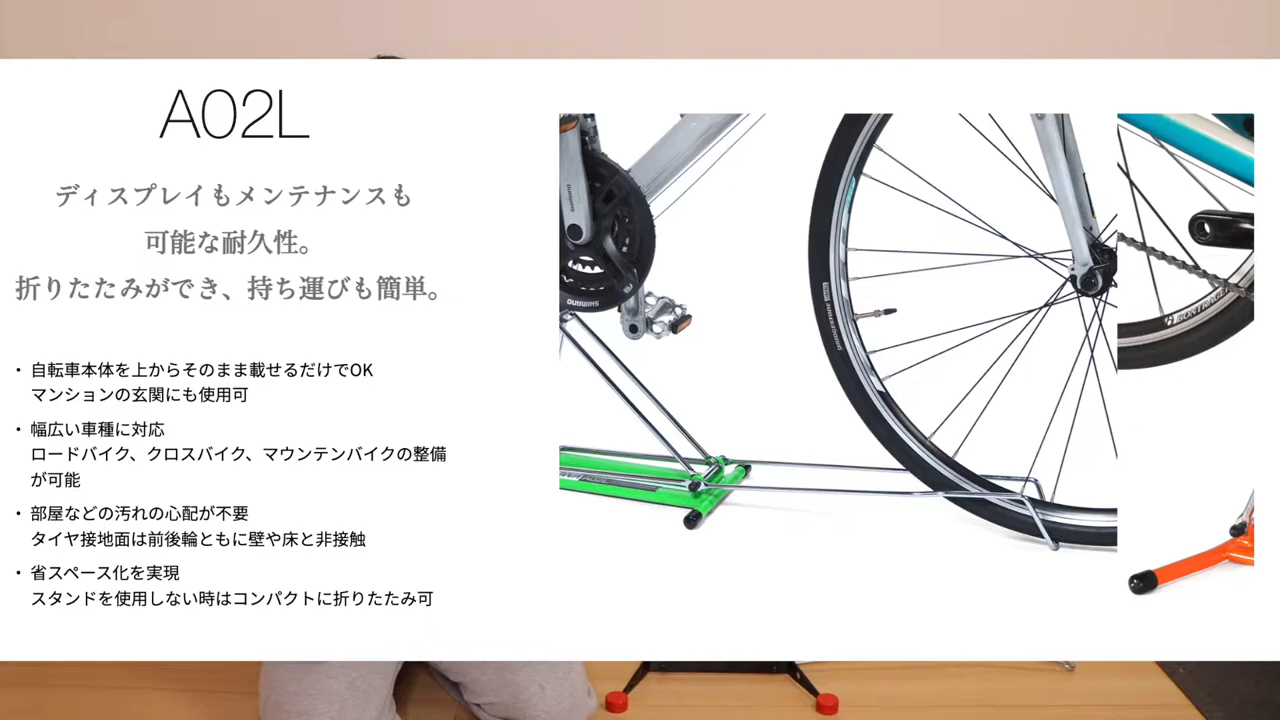 A02L
ディスプレイもメンテナンスも
可能な耐久性。
折りたたみができ、持ち運びも簡単。
・自転車本体を上からそのまま載せるだけでOK
マンションの玄関にも使用可
・幅広い車種に対応
ロードバイク、クロスバイク、マウンテンバイクの整備
が可能
・部屋などの汚れの心配が不要
タイヤ接地面は前後輪ともに壁や床と非接触
・省スペース化を実現
スタンドを使用しない時はコンパクトに折りたたみ可
SHIMANO
SHIMANO
BRIDGESTONE
BONTRAGER